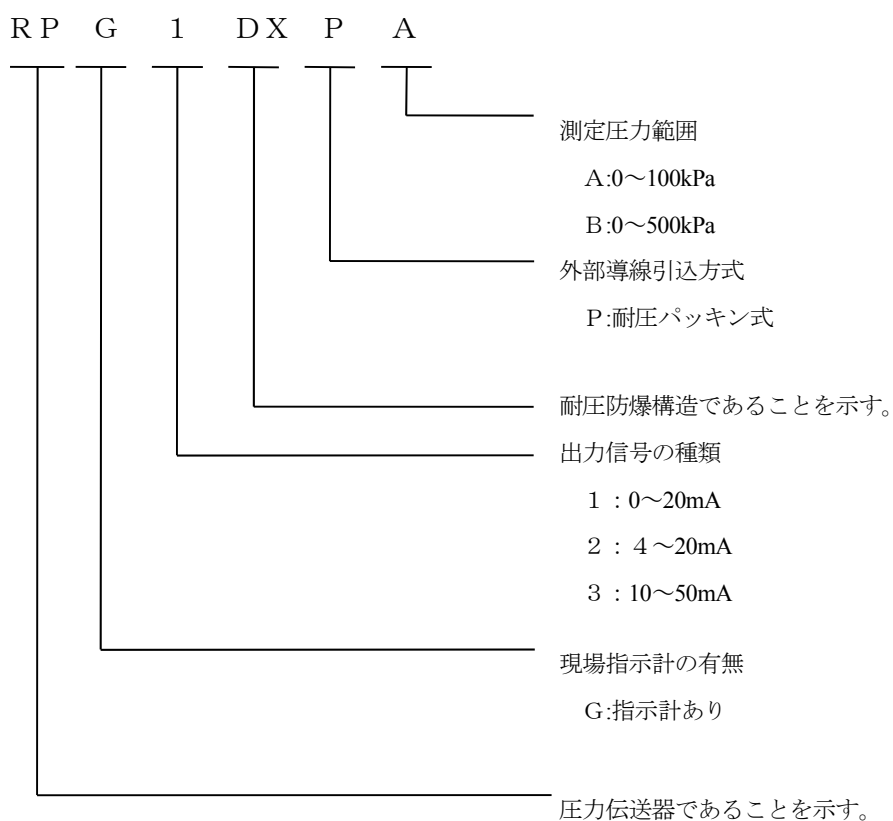 ＲＰ Ｇ １ ＤＸ Ｐ Ａ
測定圧力範囲
Ａ:0～100kPa
Ｂ:0～500kPa
外部導線引込方式
Ｐ:耐圧パッキン式
耐圧防爆構造であることを示す。
出力信号の種類
１：0～20mA
２：４～20mA
３：10～50mA
現場指示計の有無
Ｇ:指示計あり
圧力伝送器であることを示す。